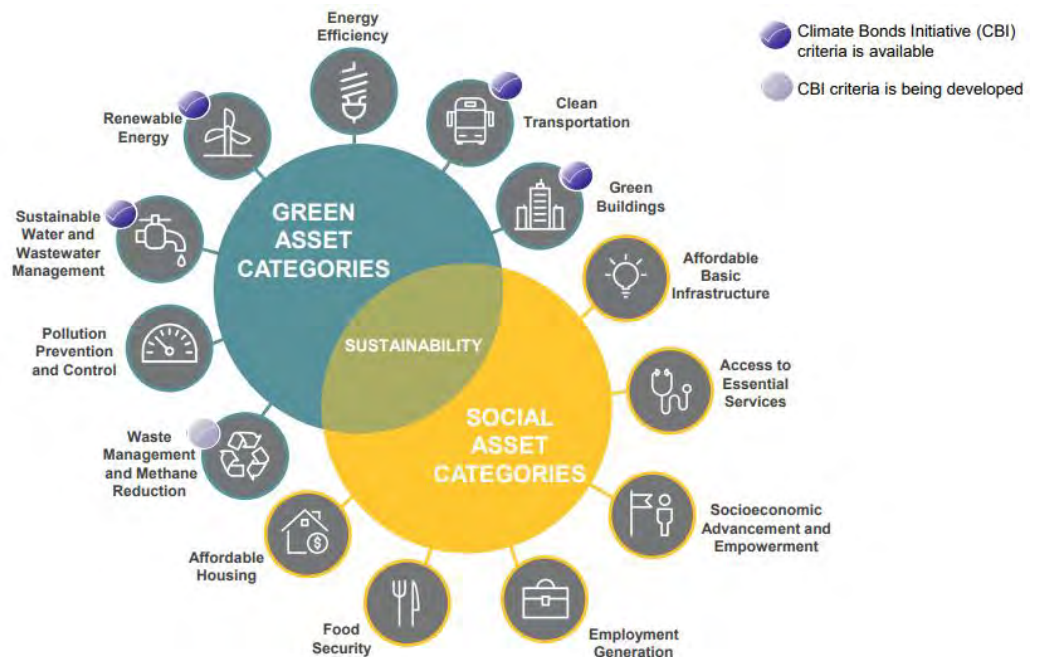 Energy
Efficiency
Climate Bonds Initiative (CBI)
criteria is available
CBI criteria is being developed
Renewable
Energy
Clean
Transportation
Sustainable
Water and
Wastewater
Management
GREEN
ASSET
CATEGORIES
Green
Buildings
Affordable
Basic
Infrastructure
Pollution
Prevention
and Control
SUSTAINABILITY
Access to
Essential
Services
Waste
Management
and Methane
Reduction
SOCIAL
ASSET
CATEGORIES
Socioeconomic
Advancement and
Empowerment
Affordable
Housing
$
Food
Security
Employment
Generation